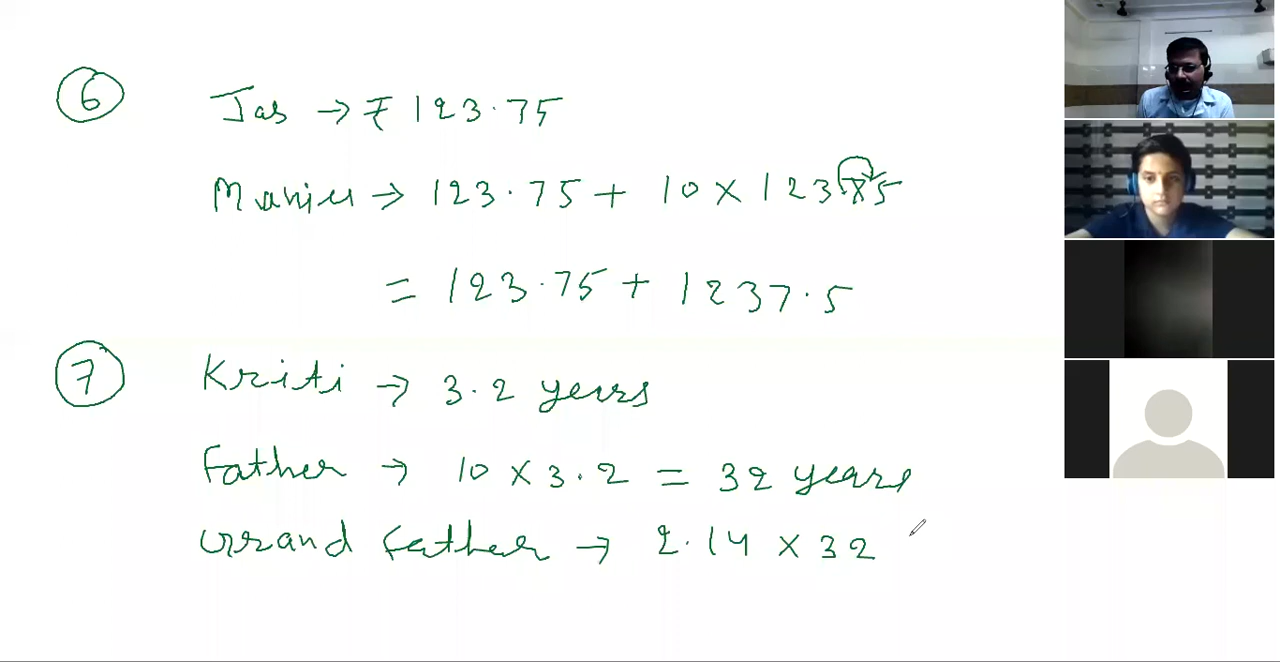 6 Jas → ₹ 123.75
Manju → 123.75 + 10 × 123.75
= 123.75 + 1237.5
7 Kriti → 3.2 years
Father → 10 × 3.2 = 32 years
Grand father → 2.14 × 32